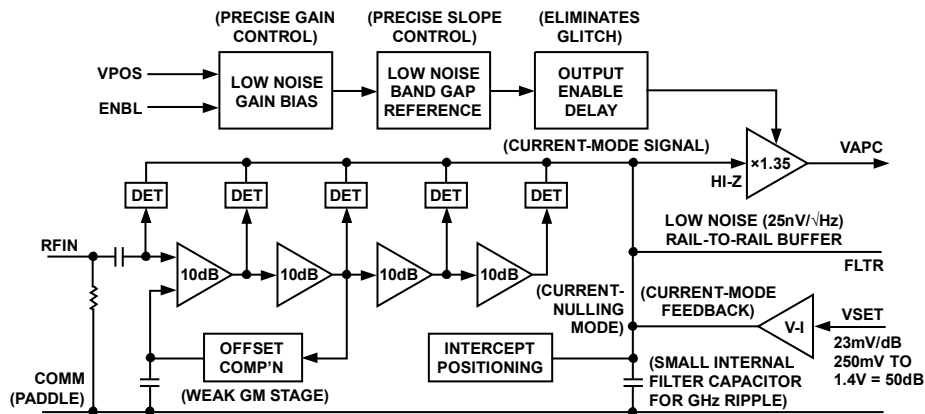 (PRECISE GAIN
CONTROL)
(PRECISE SLOPE
CONTROL)
(ELIMINATES
GLITCH)
VPOS
ENBL
LOW NOISE
GAIN BIAS
LOW NOISE
BAND GAP
REFERENCE
OUTPUT
ENABLE
DELAY
(CURRENT-MODE SIGNAL)
×1.35
VAPC
HI-Z
DET
DET
DET
DET
DET
LOW NOISE (25nV/√Hz)
RAIL-TO-RAIL BUFFER
FLTR
RFIN
10dB
10dB
10dB
10dB
(CURRENT-
NULLING
MODE)
(CURRENT-MODE
FEEDBACK)
V-I
VSET
23mV/dB
250mV TO
1.4V = 50dB
OFFSET
COMP'N
(WEAK GM STAGE)
INTERCEPT
POSITIONING
(SMALL INTERNAL
FILTER CAPACITOR
FOR GHz RIPPLE)
COMM
(PADDLE)